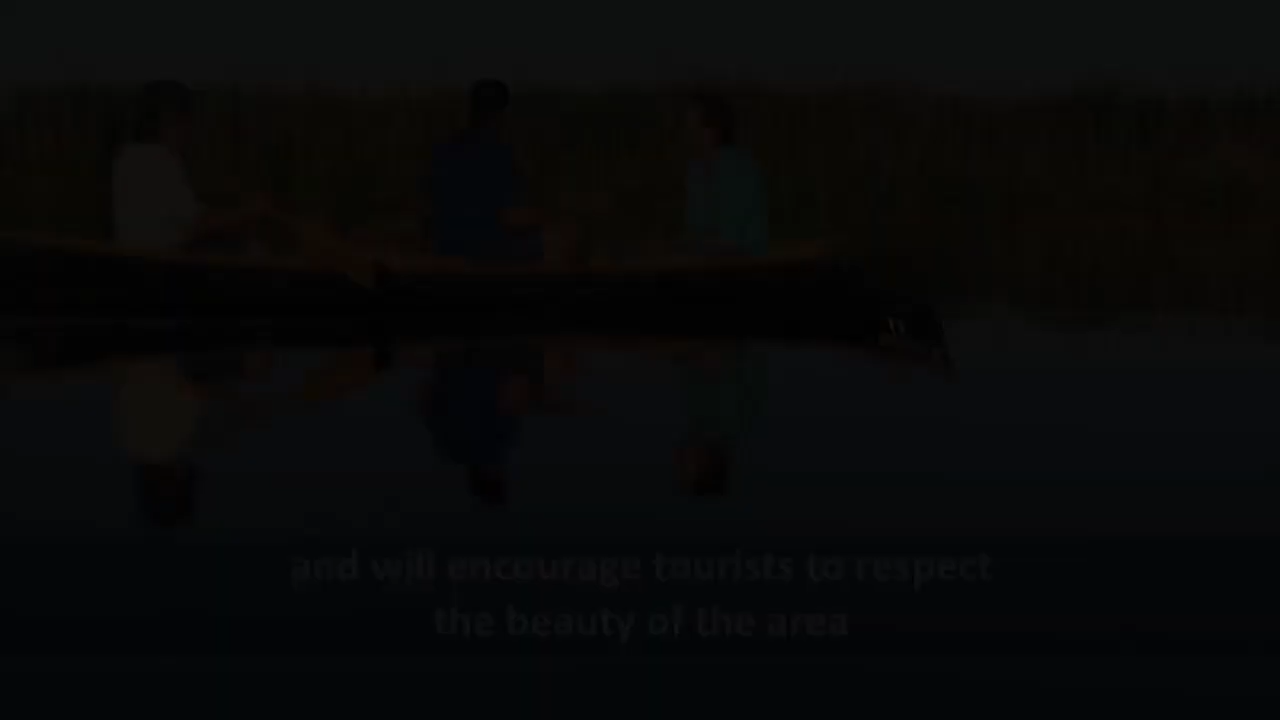 and will encourage tourists to respect
the beauty of the area